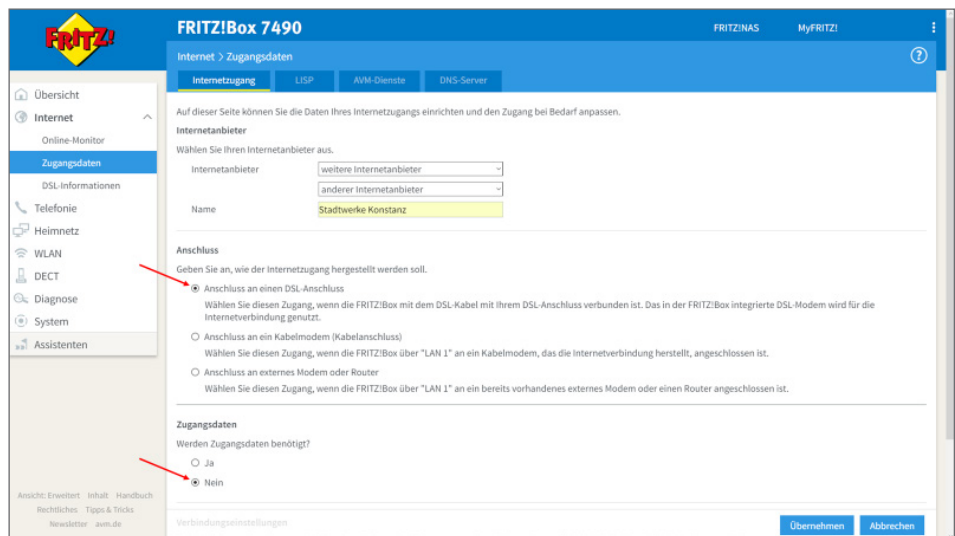 FRITZ!
FRITZ!Box 7490
FRITZ!NAS
MyFRITZ!
Internet > Zugangsdaten
?
Internetzugang
LISP
AVM-Dienste
DNS-Server
Übersicht
Internet
Online-Monitor
Zugangsdaten
DSL-Informationen
Telefonie
Heimnetz
WLAN
DECT
Diagnose
System
Assistenten
Ansicht: Erweitert Inhalt Handbuch
Rechtliches Tipps & Tricks
Newsletter avm.de
Auf dieser Seite können Sie die Daten Ihres Internetzugangs einrichten und den Zugang bei Bedarf anpassen.
Internetanbieter
Wählen Sie Ihren Internetanbieter aus.
Internetanbieter
weitere Internetanbieter
anderer Internetanbieter
Name
Stadtwerke Konstanz
Anschluss
Geben Sie an, wie der Internetzugang hergestellt werden soll.
Anschluss an einen DSL-Anschluss
Wählen Sie diesen Zugang, wenn die FRITZ!Box mit dem DSL-Kabel mit Ihrem DSL-Anschluss verbunden ist. Das in der FRITZ!Box integrierte DSL-Modem wird für die
Internetverbindung genutzt.
Anschluss an ein Kabelmodem (Kabelanschluss)
Wählen Sie diesen Zugang, wenn die FRITZ!Box über "LAN 1" an ein Kabelmodem, das die Internetverbindung herstellt, angeschlossen ist.
Anschluss an externes Modem oder Router
Wählen Sie diesen Zugang, wenn die FRITZ!Box über "LAN 1" an ein bereits vorhandenes externes Modem oder einen Router angeschlossen ist.
Zugangsdaten
Werden Zugangsdaten benötigt?
Ja
Nein
Verbindungseinstellungen
Übernehmen
Abbrechen